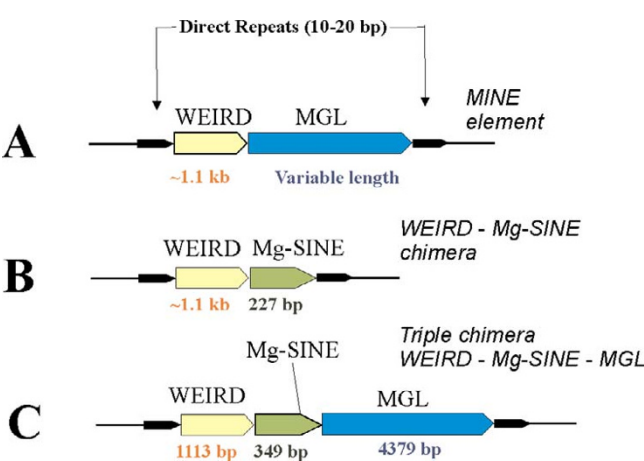 Direct Repeats (10-20 bp)
WEIRD MGL
MINE
element
A
~1.1 kb Variable length
WEIRD - Mg-SINE
chimera
WEIRD Mg-SINE
B
~1.1 kb 227 bp
Triple chimera
WEIRD - Mg-SINE - MGL
Mg-SINE
WEIRD MGL
C
1113 bp 349 bp 4379 bp